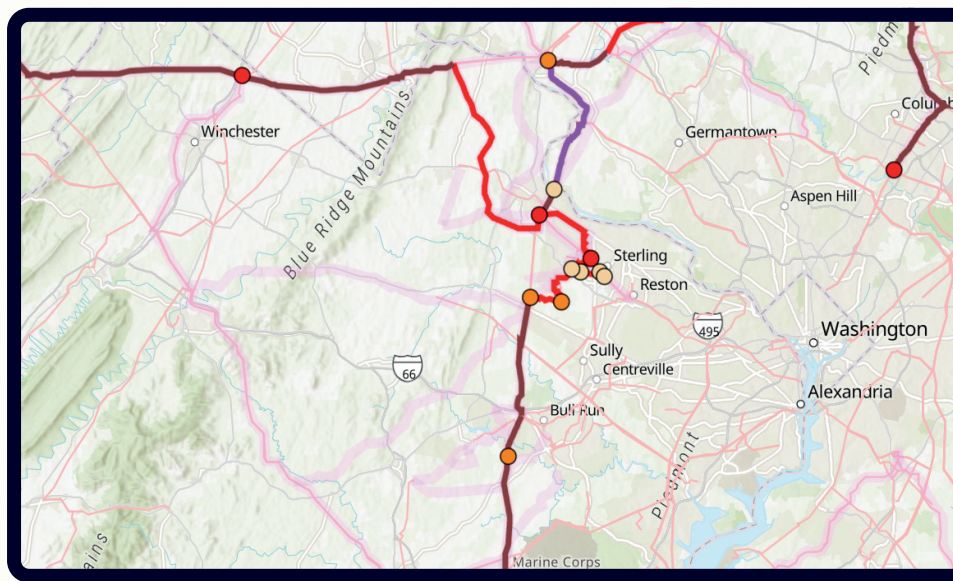 Piedm
Columb
Winchester
Germantown
Aspen Hill
Blue Ridge Mountains
Sterling
Reston
495
Washington
Sully
66
Centreville
Alexandria
Bull Run
Piedmont
ains
Marine Corps